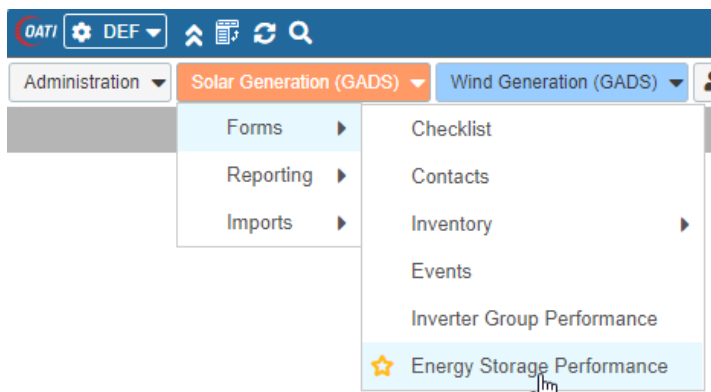 OATI DEF
Administration Solar Generation (GADS) Wind Generation (GADS)
Forms
Reporting
Imports
Checklist
Contacts
Inventory
Events
Inverter Group Performance
Energy Storage Performance